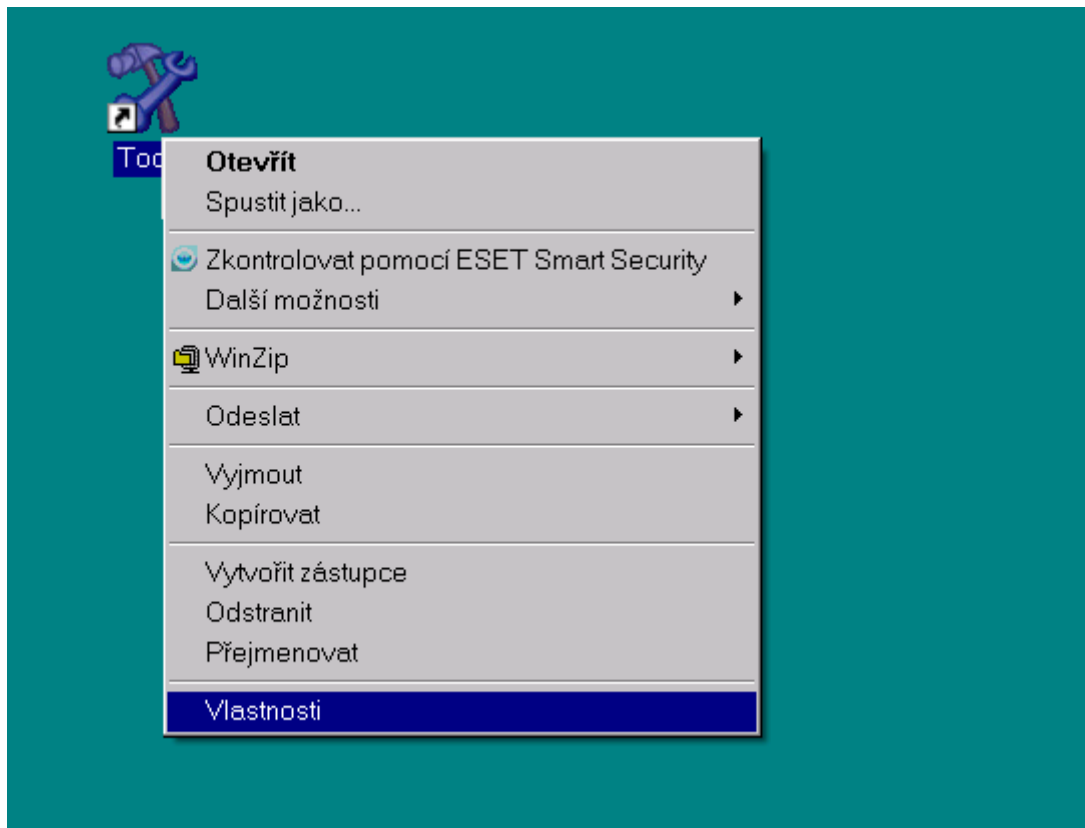 Otevřít
Spustit jako...
Zkontrolovat pomocí ESET Smart Security
Další možnosti
WinZip
Odeslat
Vyjmout
Kopírovat
Vytvořit zástupce
Odstranit
Přejmenovat
Vlastnosti